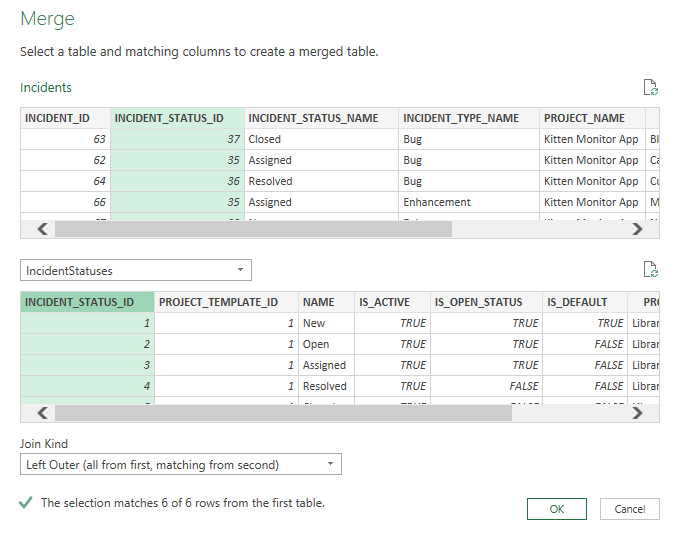 Merge
Select a table and matching columns to create a merged table.
Incidents
INCIDENT_ID INCIDENT_STATUS_ID INCIDENT_STATUS_NAME INCIDENT_TYPE_NAME PROJECT_NAME
63 37 Closed Bug Kitten Monitor App Bl
62 35 Assigned Bug Kitten Monitor App Ca
64 36 Resolved Bug Kitten Monitor App Cu
66 35 Assigned Enhancement Kitten Monitor App M
IncidentStatuses
INCIDENT_STATUS_ID PROJECT_TEMPLATE_ID NAME IS_ACTIVE IS_OPEN_STATUS IS_DEFAULT PRO
1 1 New TRUE TRUE TRUE Librar
2 1 Open TRUE TRUE FALSE Librar
3 1 Assigned TRUE TRUE FALSE Librar
4 1 Resolved TRUE FALSE FALSE Librar
Join Kind
Left Outer (all from first, matching from second)
The selection matches 6 of 6 rows from the first table.
OK Cancel